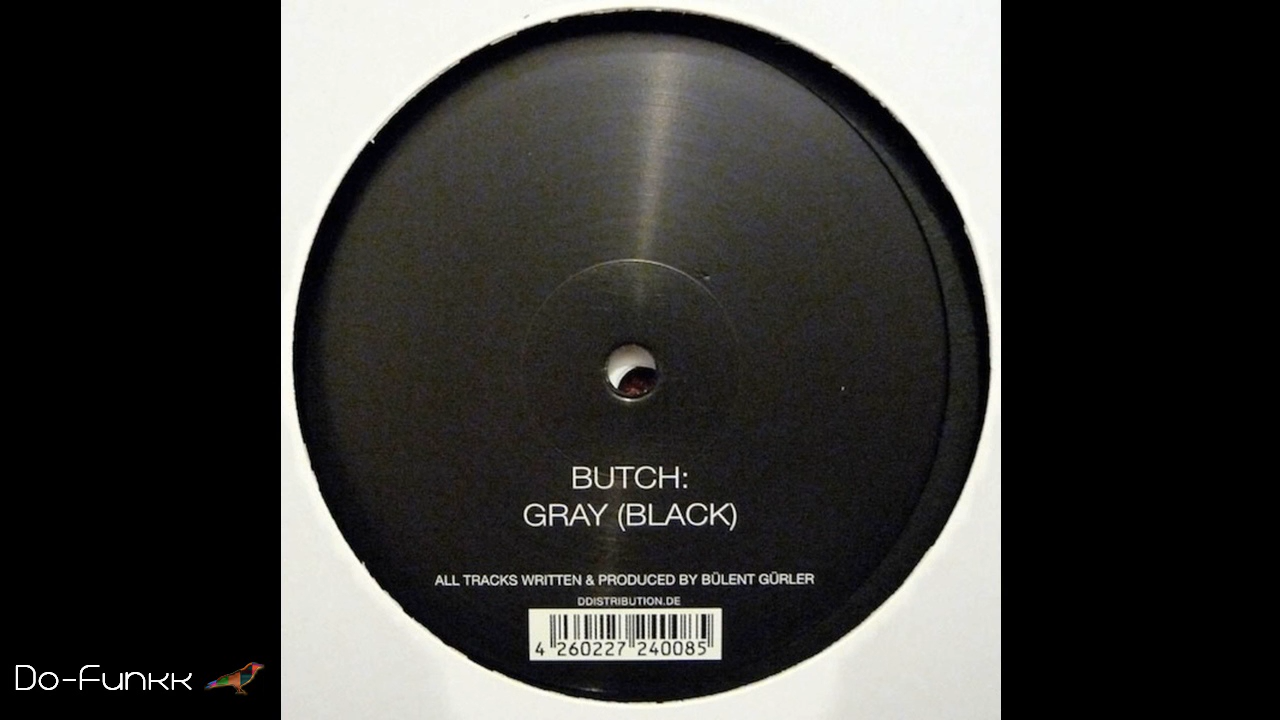 BUTCH:
GRAY (BLACK)
ALL TRACKS WRITTEN & PRODUCED BY BÜLENT GÜRLER
DDISTRIBUTION.DE
4 260227 240085
Do-Funkk